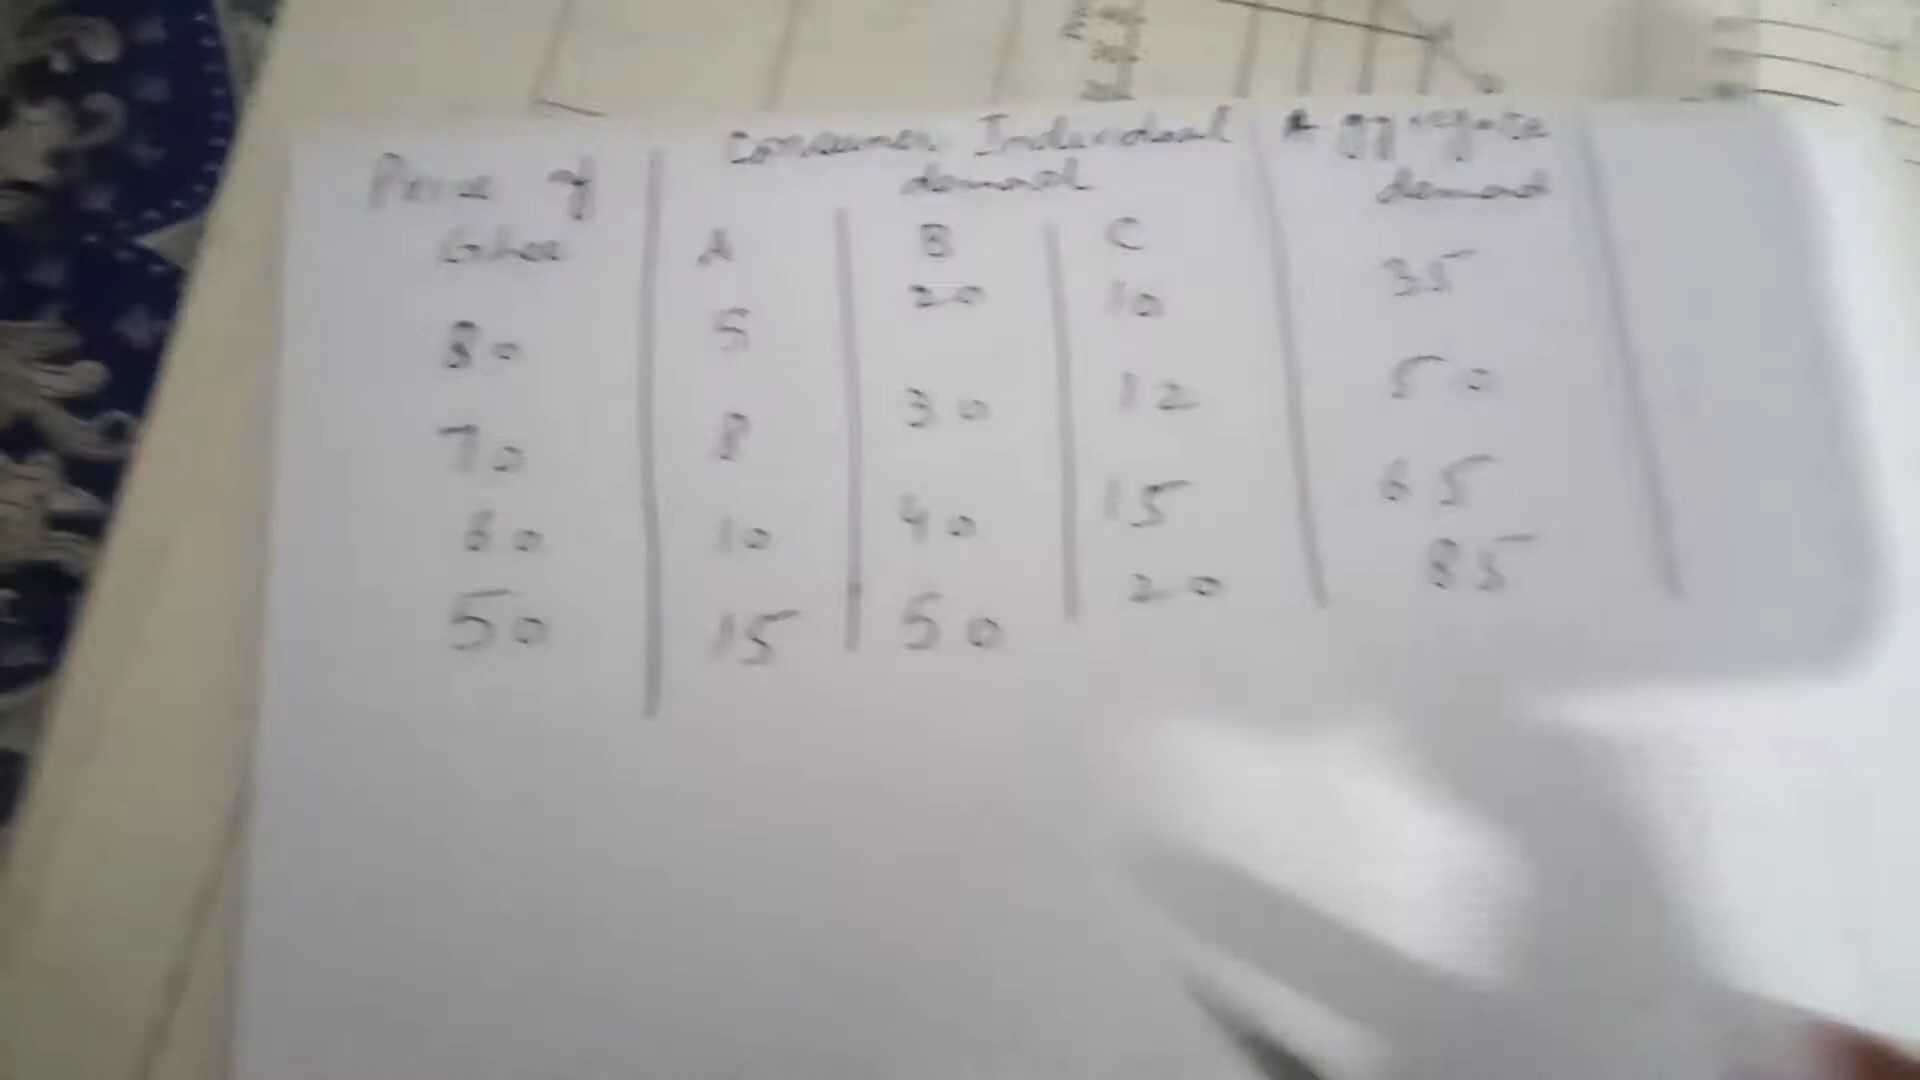 Price of Ghee | Consumer Individual demand | Aggregate demand
A B C
80 5 20 10 35
70 8 30 12 50
60 10 40 15 65
50 15 50 20 85